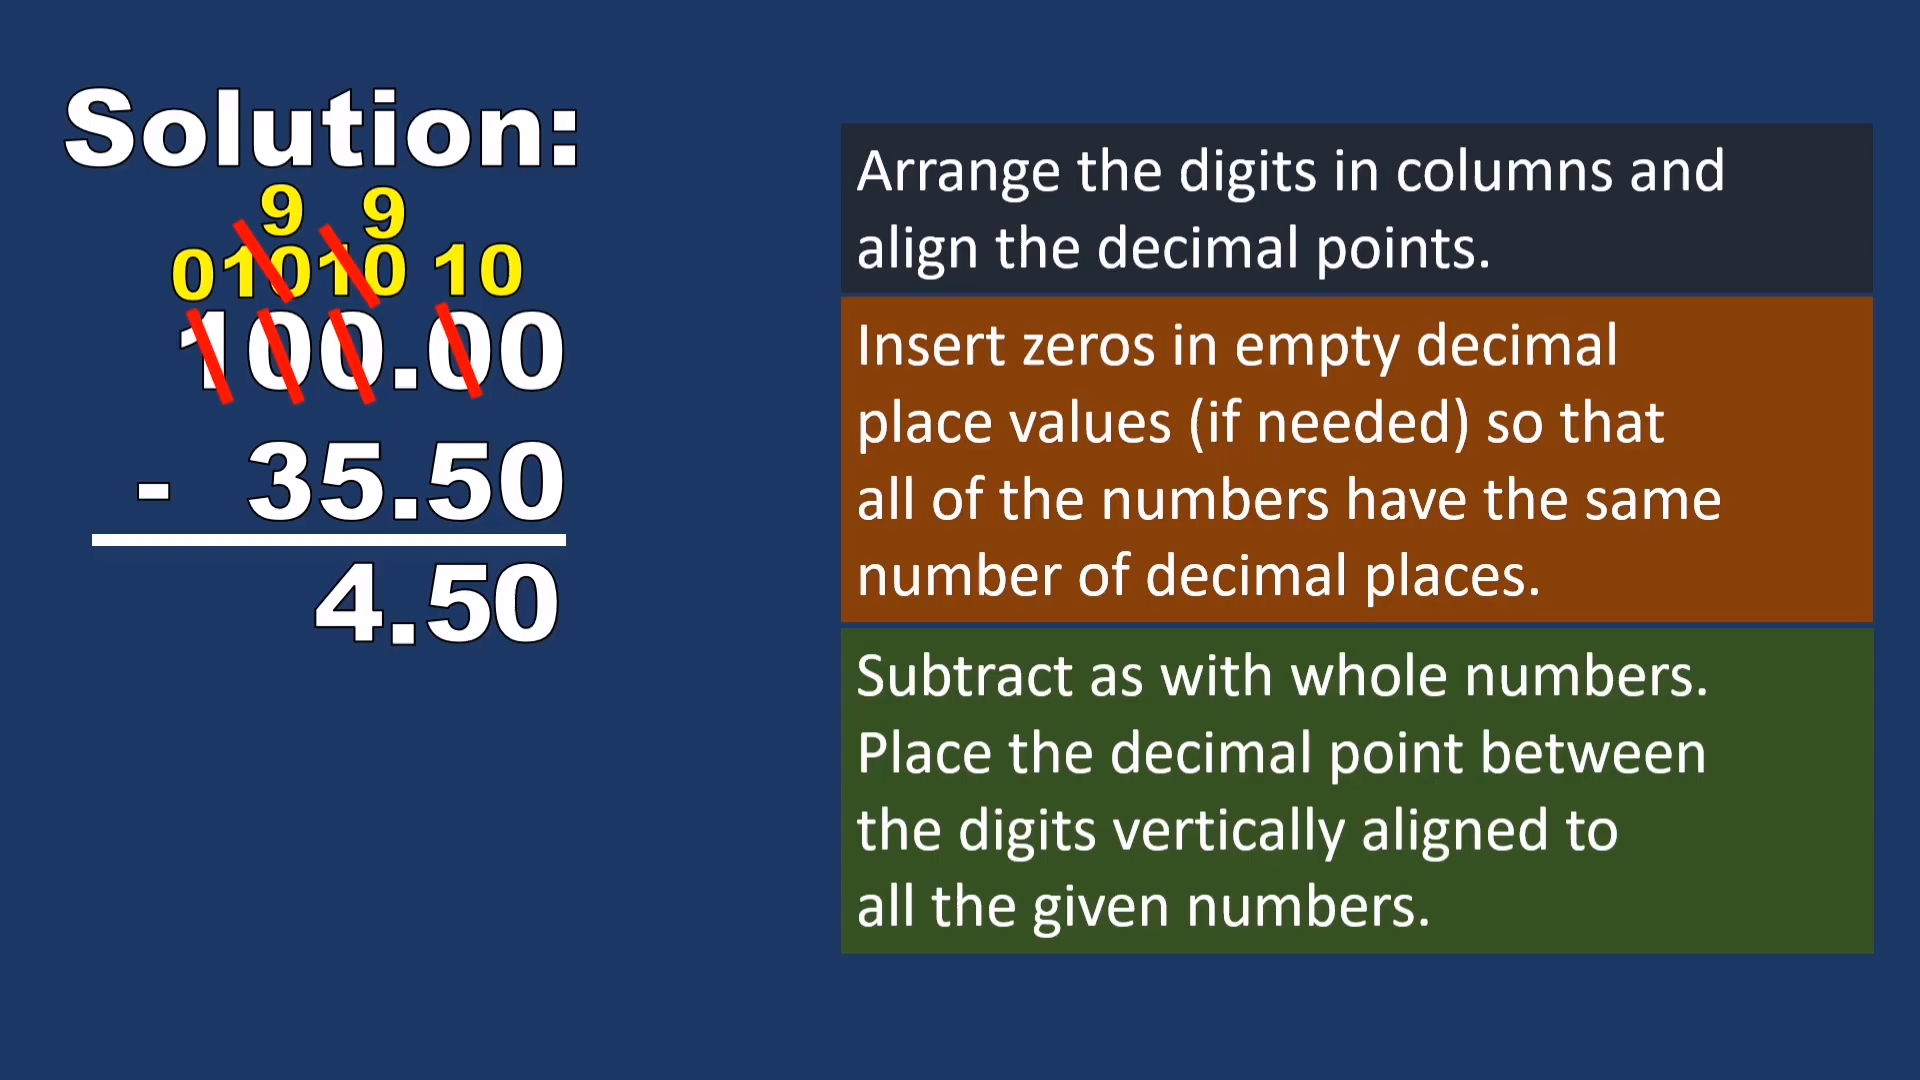 Solution:
9 9
01010 10
100.00
- 35.50
4.50
Arrange the digits in columns and
align the decimal points.
Insert zeros in empty decimal
place values (if needed) so that
all of the numbers have the same
number of decimal places.
Subtract as with whole numbers.
Place the decimal point between
the digits vertically aligned to
all the given numbers.